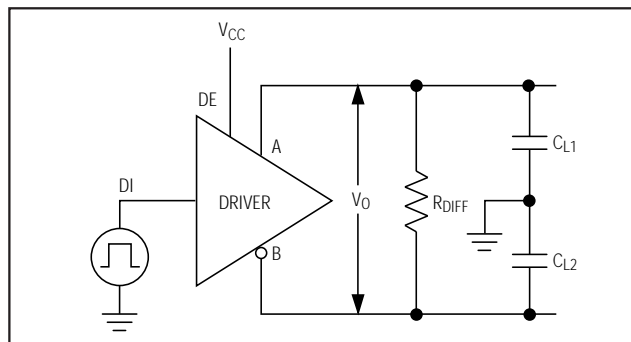 VCC
DE
A
DI
DRIVER
VO
RDIFF
CL1
B
CL2